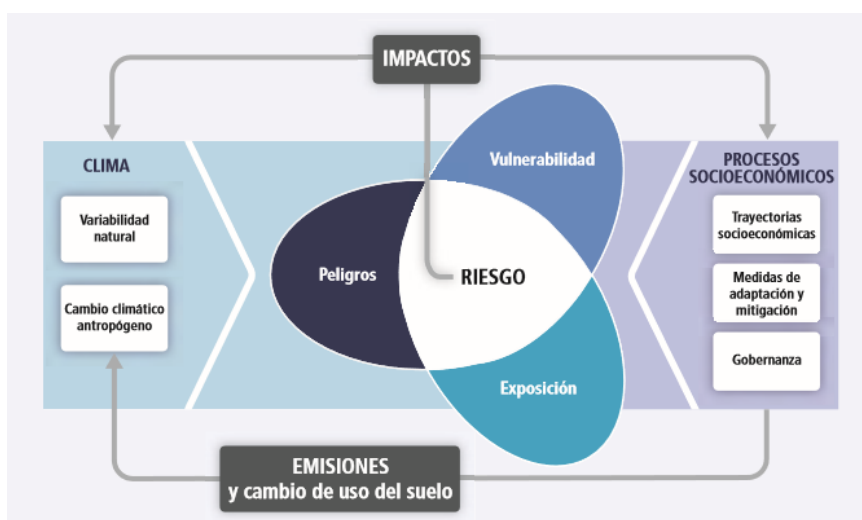 IMPACTOS
CLIMA
Variabilidad
natural
Cambio climático
antropógeno
Vulnerabilidad
Peligros
RIESGO
Exposición
PROCESOS
SOCIOECONÓMICOS
Trayectorias
socioeconómicas
Medidas de
adaptación y
mitigación
Gobernanza
EMISIONES
y cambio de uso del suelo